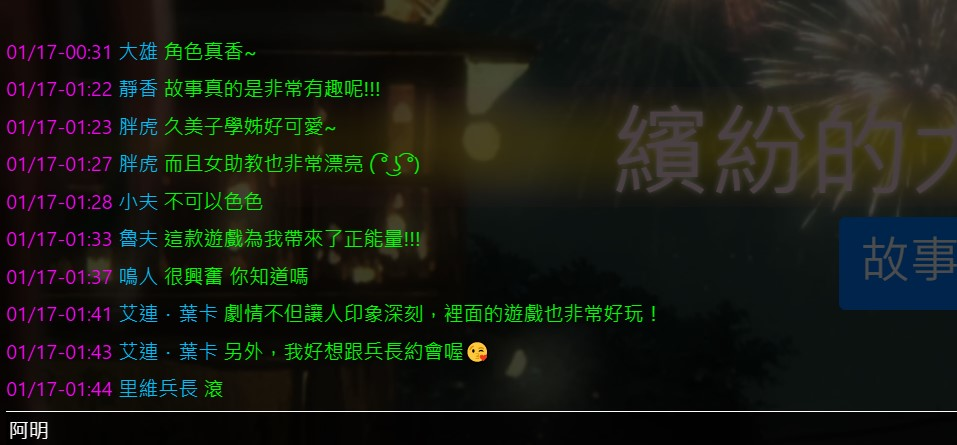 01/17-00:31 大雄 角色真香~
01/17-01:22 靜香 故事真的是非常有趣呢!!!
01/17-01:23 胖虎 久美子學姊好可愛~
01/17-01:27 胖虎 而且女助教也非常漂亮 ( ͡° ͜ʖ ͡°)
01/17-01:28 小夫 不可以色色
01/17-01:33 魯夫 這款遊戲為我帶來了正能量!!!
01/17-01:37 鳴人 很興奮 你知道嗎
01/17-01:41 艾連．葉卡 劇情不但讓人印象深刻，裡面的遊戲也非常好玩！
01/17-01:43 艾連．葉卡 另外，我好想跟兵長約會喔😘
01/17-01:44 里維兵長 滾
阿明
繽紛的
故事